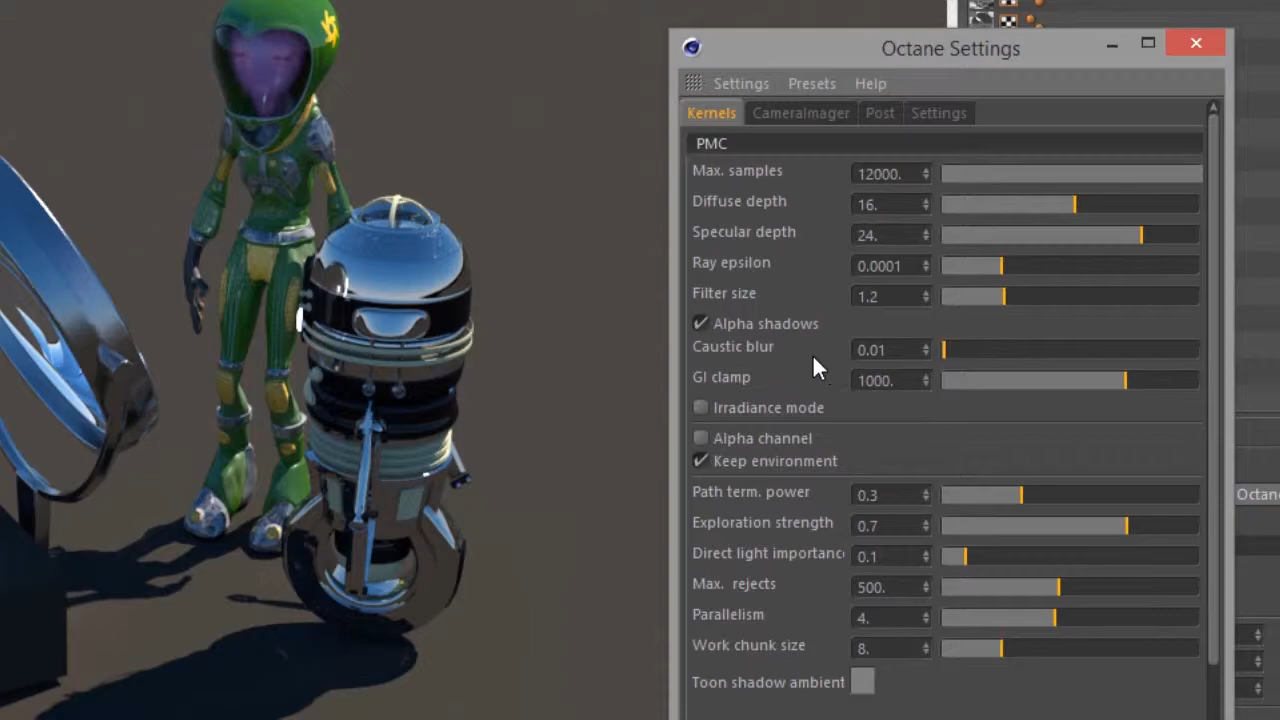 Octane Settings
Settings Presets Help
Kernels CameraImager Post Settings
PMC
Max. samples 12000.
Diffuse depth 16.
Specular depth 24.
Ray epsilon 0.0001
Filter size 1.2
Alpha shadows
Caustic blur 0.01
GI clamp 1000.
Irradiance mode
Alpha channel
Keep environment
Path term. power 0.3
Octane
Exploration strength 0.7
Direct light importanc 0.1
Max. rejects 500.
Parallelism 4.
Work chunk size 8.
Toon shadow ambient